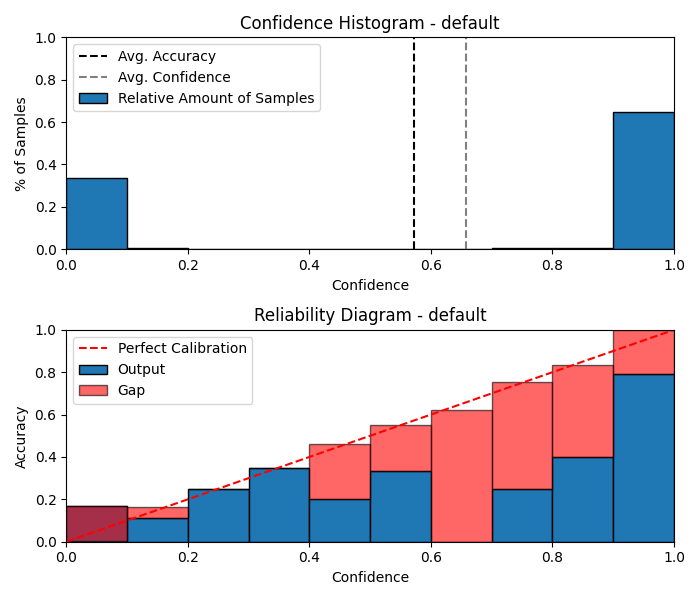 Confidence Histogram - default
1.0
0.8
0.6
0.4
0.2
0.0
% of Samples
Avg. Accuracy
Avg. Confidence
Relative Amount of Samples
0.0 0.2 0.4 0.6 0.8 1.0
Confidence
Reliability Diagram - default
1.0
0.8
0.6
0.4
0.2
0.0
Accuracy
Perfect Calibration
Output
Gap
0.0 0.2 0.4 0.6 0.8 1.0
Confidence